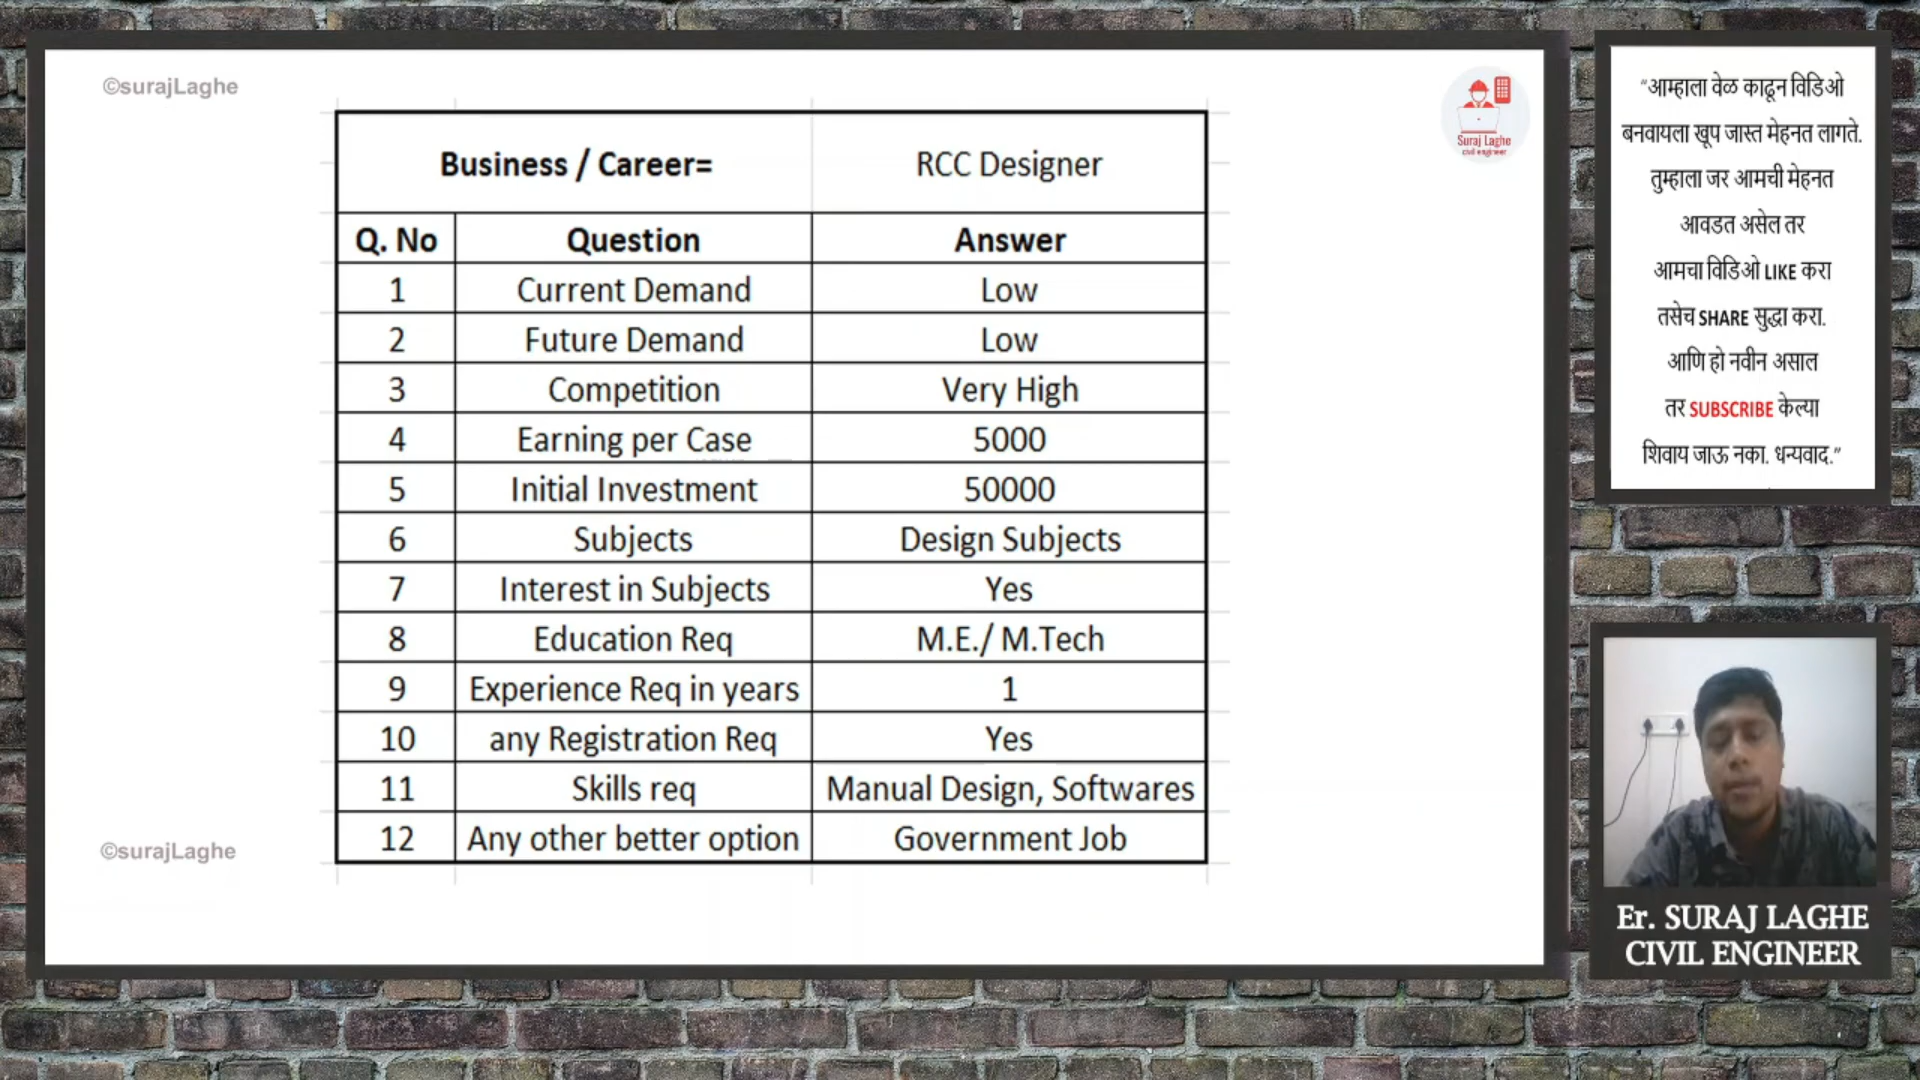 ©surajLaghe
Suraj Laghe
civil engineer
Business / Career= RCC Designer
Q. No Question Answer
1 Current Demand Low
2 Future Demand Low
3 Competition Very High
4 Earning per Case 5000
5 Initial Investment 50000
6 Subjects Design Subjects
7 Interest in Subjects Yes
8 Education Req M.E./ M.Tech
9 Experience Req in years 1
10 any Registration Req Yes
11 Skills req Manual Design, Softwares
12 Any other better option Government Job
©surajLaghe
“आम्हाला वेळ काढून विडिओ
बनवायला खूप जास्त मेहनत लागते.
तुम्हाला जर आमची मेहनत
आवडत असेल तर
आमचा विडिओ LIKE करा
तसेच SHARE सुद्धा करा.
आणि हो नवीन असाल
तर SUBSCRIBE केल्या
शिवाय जाऊ नका. धन्यवाद.”
Er. SURAJ LAGHE
CIVIL ENGINEER